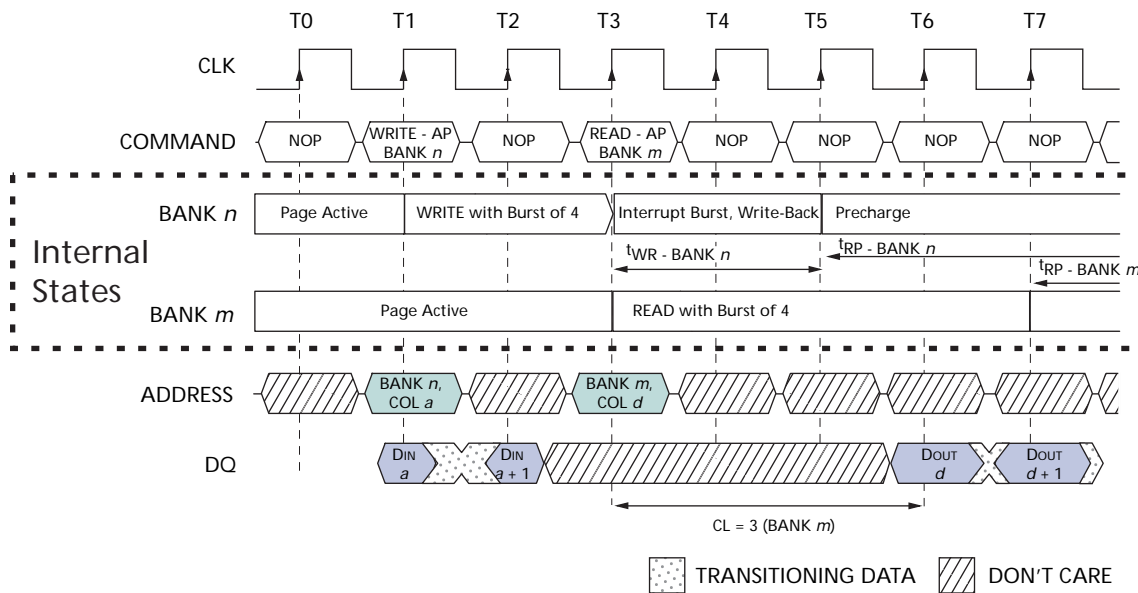 T0 T1 T2 T3 T4 T5 T6 T7
CLK
COMMAND NOP WRITE - AP BANK n NOP READ - AP BANK m NOP NOP NOP NOP
BANK n Page Active WRITE with Burst of 4 Interrupt Burst, Write-Back Precharge
Internal States
tWR - BANK n tRP - BANK n
tRP - BANK m
BANK m Page Active READ with Burst of 4
ADDRESS BANK n, COL a BANK m, COL d
DQ DIN a DIN a + 1 DOUT d DOUT d + 1
CL = 3 (BANK m)
TRANSITIONING DATA DON'T CARE